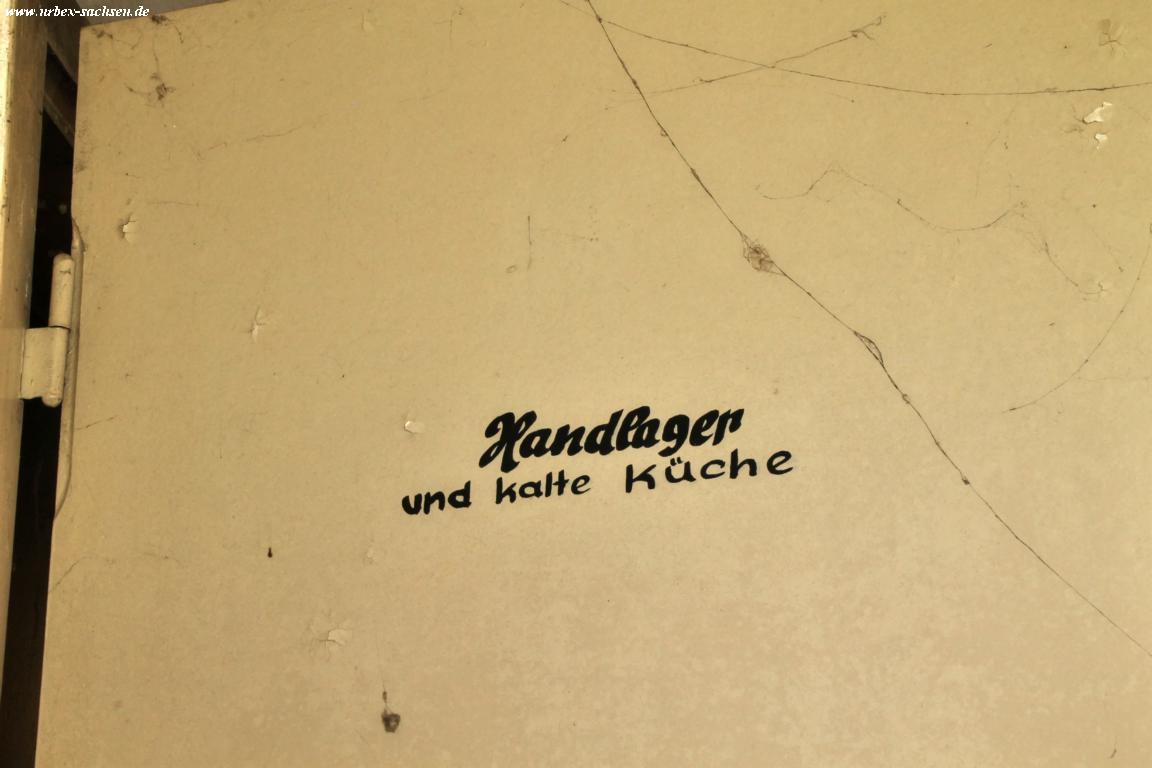 www.urbex-sachsen.de
Handlager
und kalte Küche